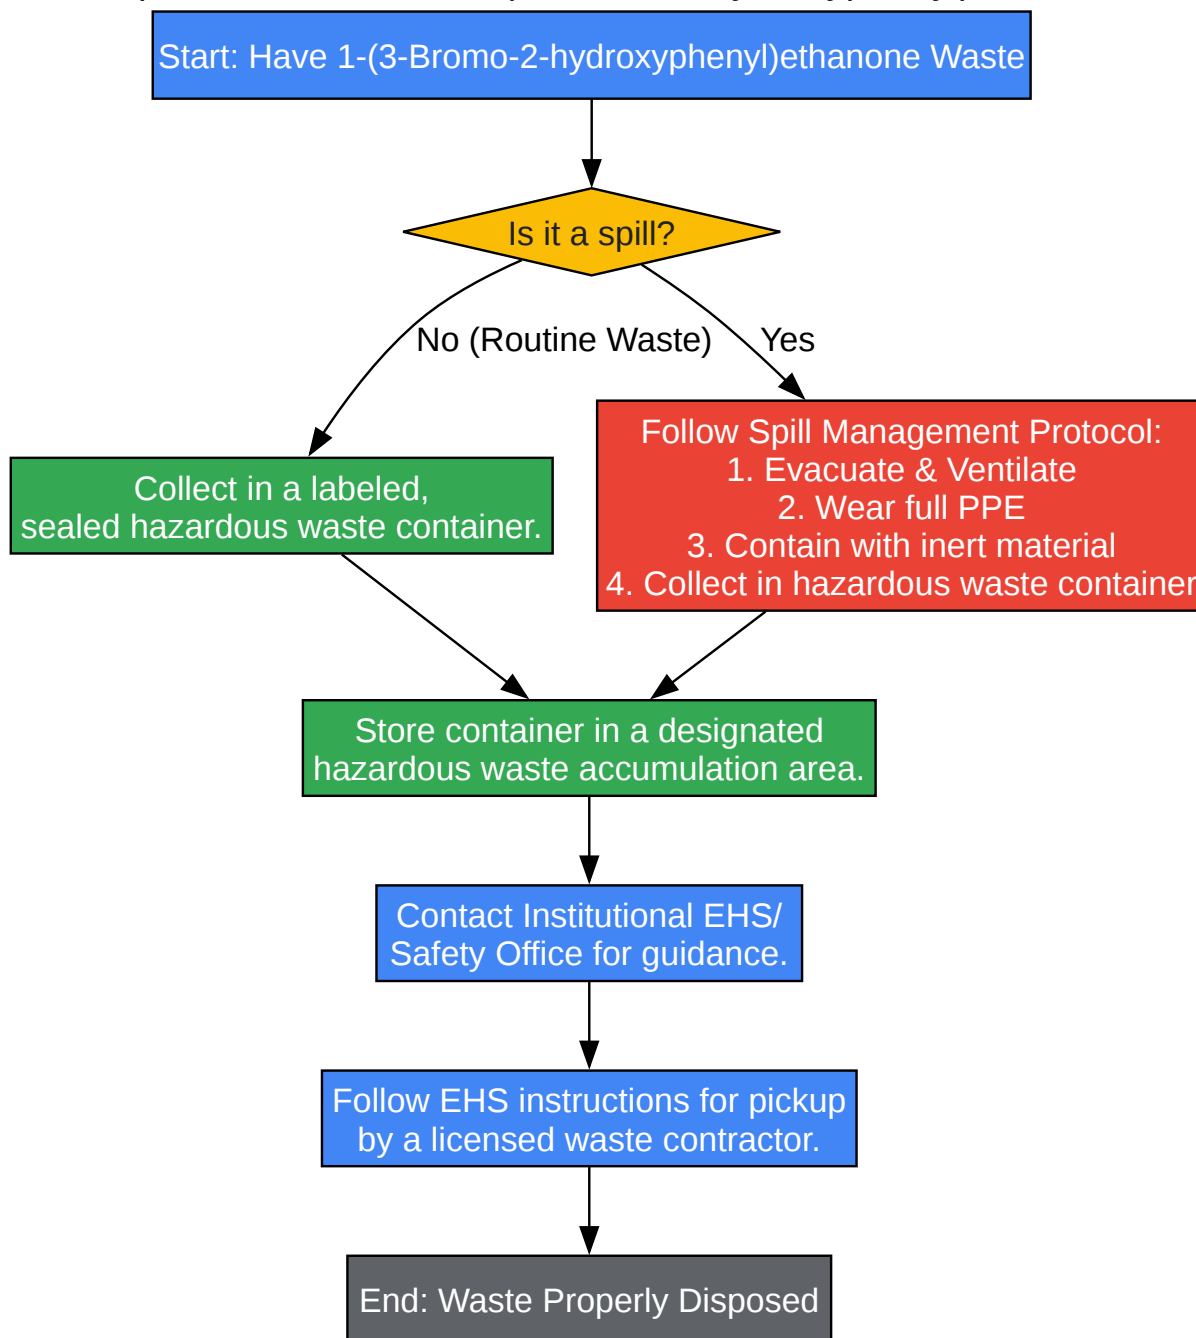 Start: Have 1-(3-Bromo-2-hydroxyphenyl)ethanone Waste
Is it a spill?
No (Routine Waste)
Yes
Collect in a labeled,
sealed hazardous waste container.
Follow Spill Management Protocol:
1. Evacuate & Ventilate
2. Wear full PPE
3. Contain with inert material
4. Collect in hazardous waste container
Store container in a designated
hazardous waste accumulation area.
Contact Institutional EHS/
Safety Office for guidance.
Follow EHS instructions for pickup
by a licensed waste contractor.
End: Waste Properly Disposed